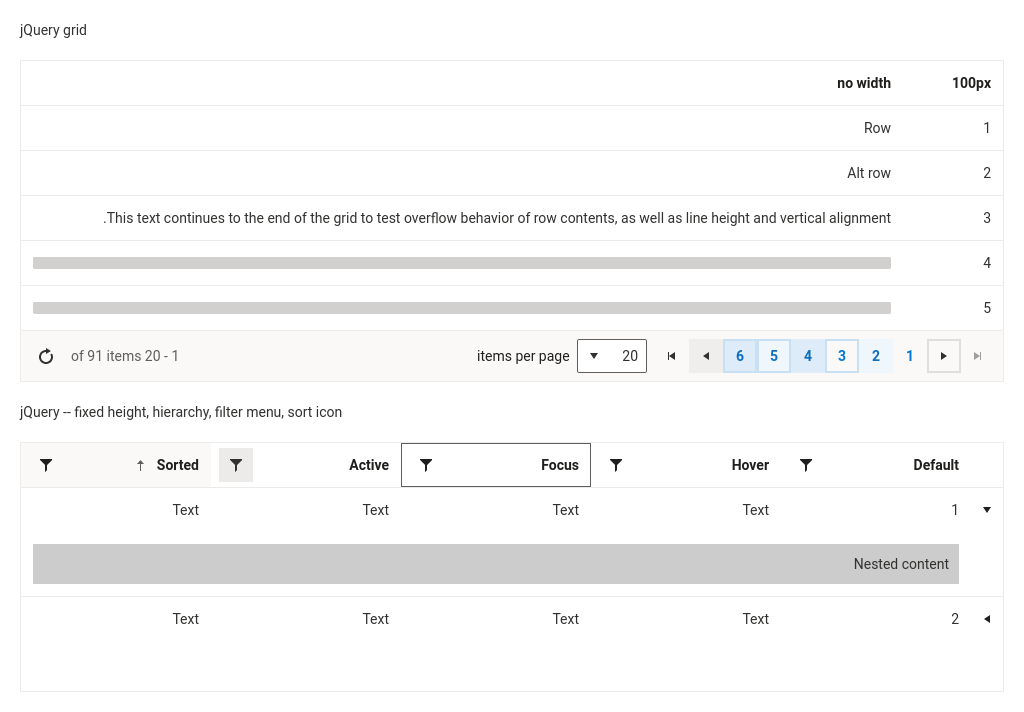 jQuery grid
no width 100px
Row 1
Alt row 2
.This text continues to the end of the grid to test overflow behavior of row contents, as well as line height and vertical alignment 3
4
5
of 91 items 20 - 1 items per page 20 6 5 4 3 2 1
jQuery -- fixed height, hierarchy, filter menu, sort icon
Sorted Active Focus Hover Default
Text Text Text Text 1
Nested content
Text Text Text Text 2